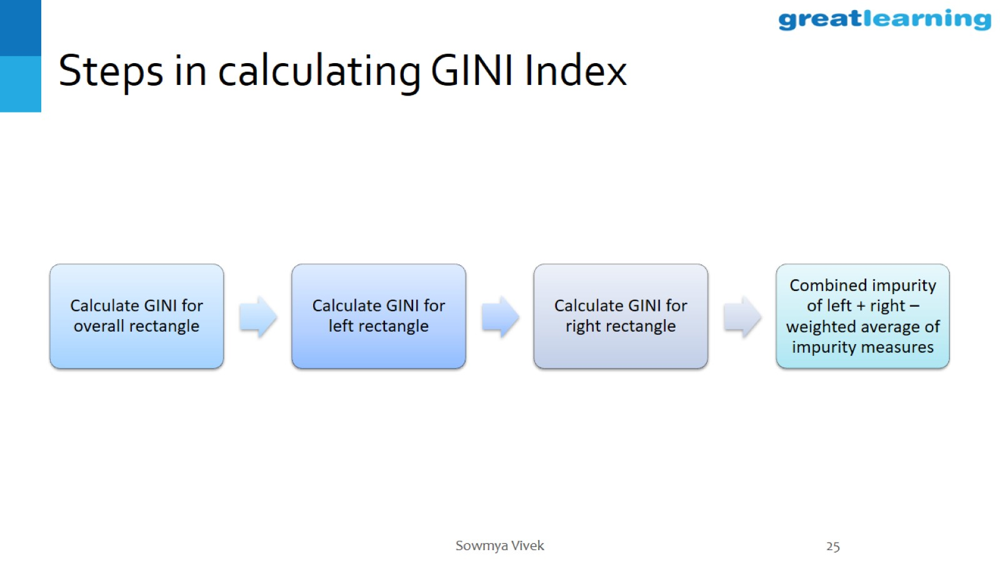 greatlearning
Steps in calculating GINI Index
Calculate GINI for
overall rectangle
Calculate GINI for
left rectangle
Calculate GINI for
right rectangle
Combined impurity
of left + right –
weighted average of
impurity measures
Sowmya Vivek
25